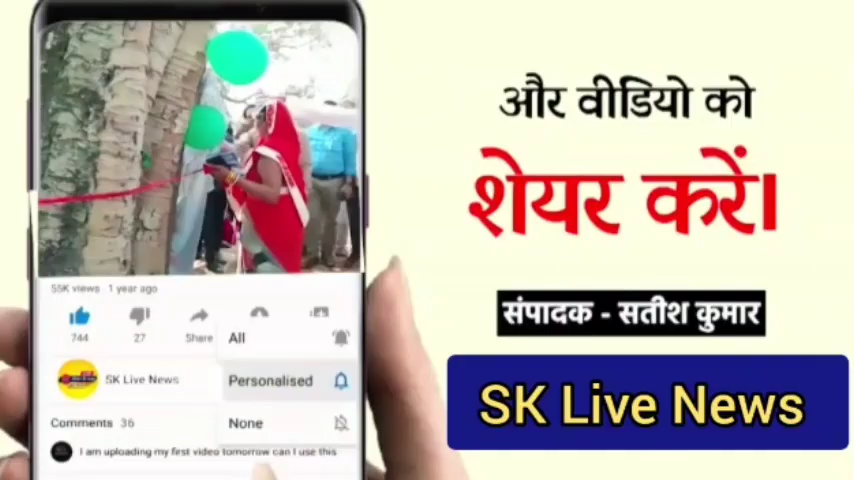 और वीडियो को
शेयर करें।
संपादक - सतीश कुमार
SK Live News
55K views · 1 year ago
744
27
Share
All
SK Live News
Personalised
Comments 36
None
I am uploading my first video tomorrow can I use this